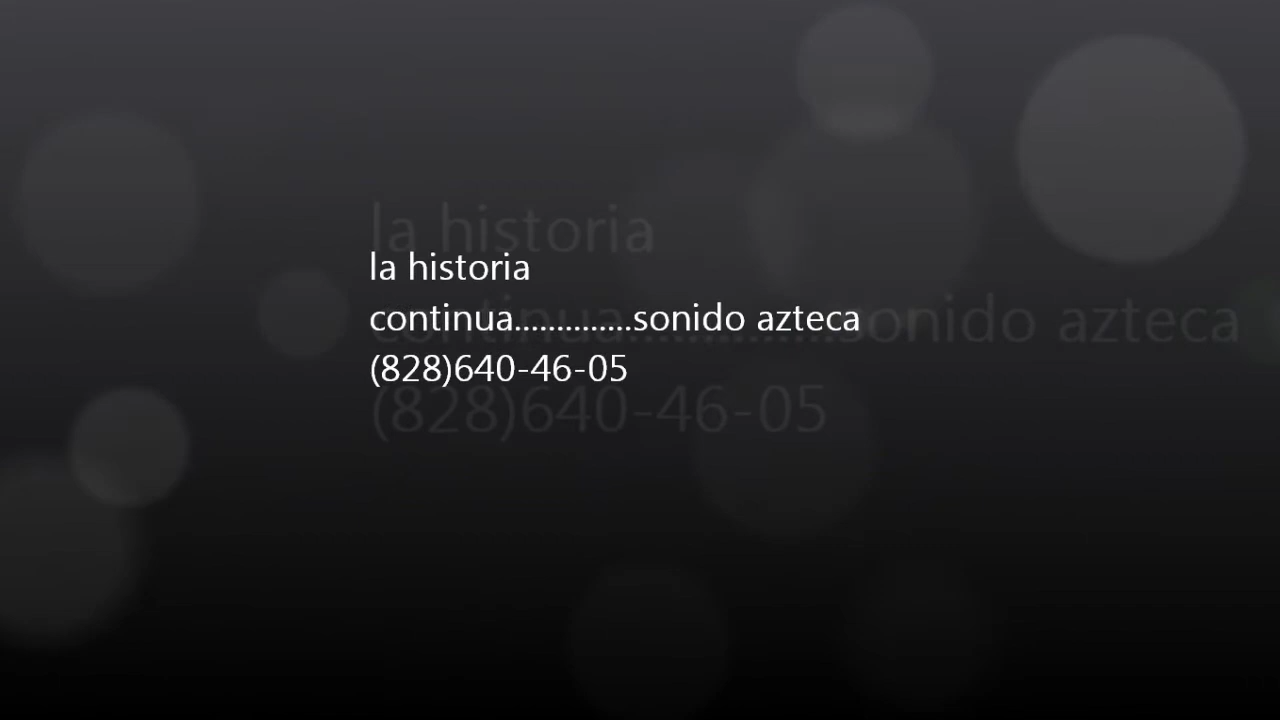 la historia
continua..............sonido azteca
(828)640-46-05